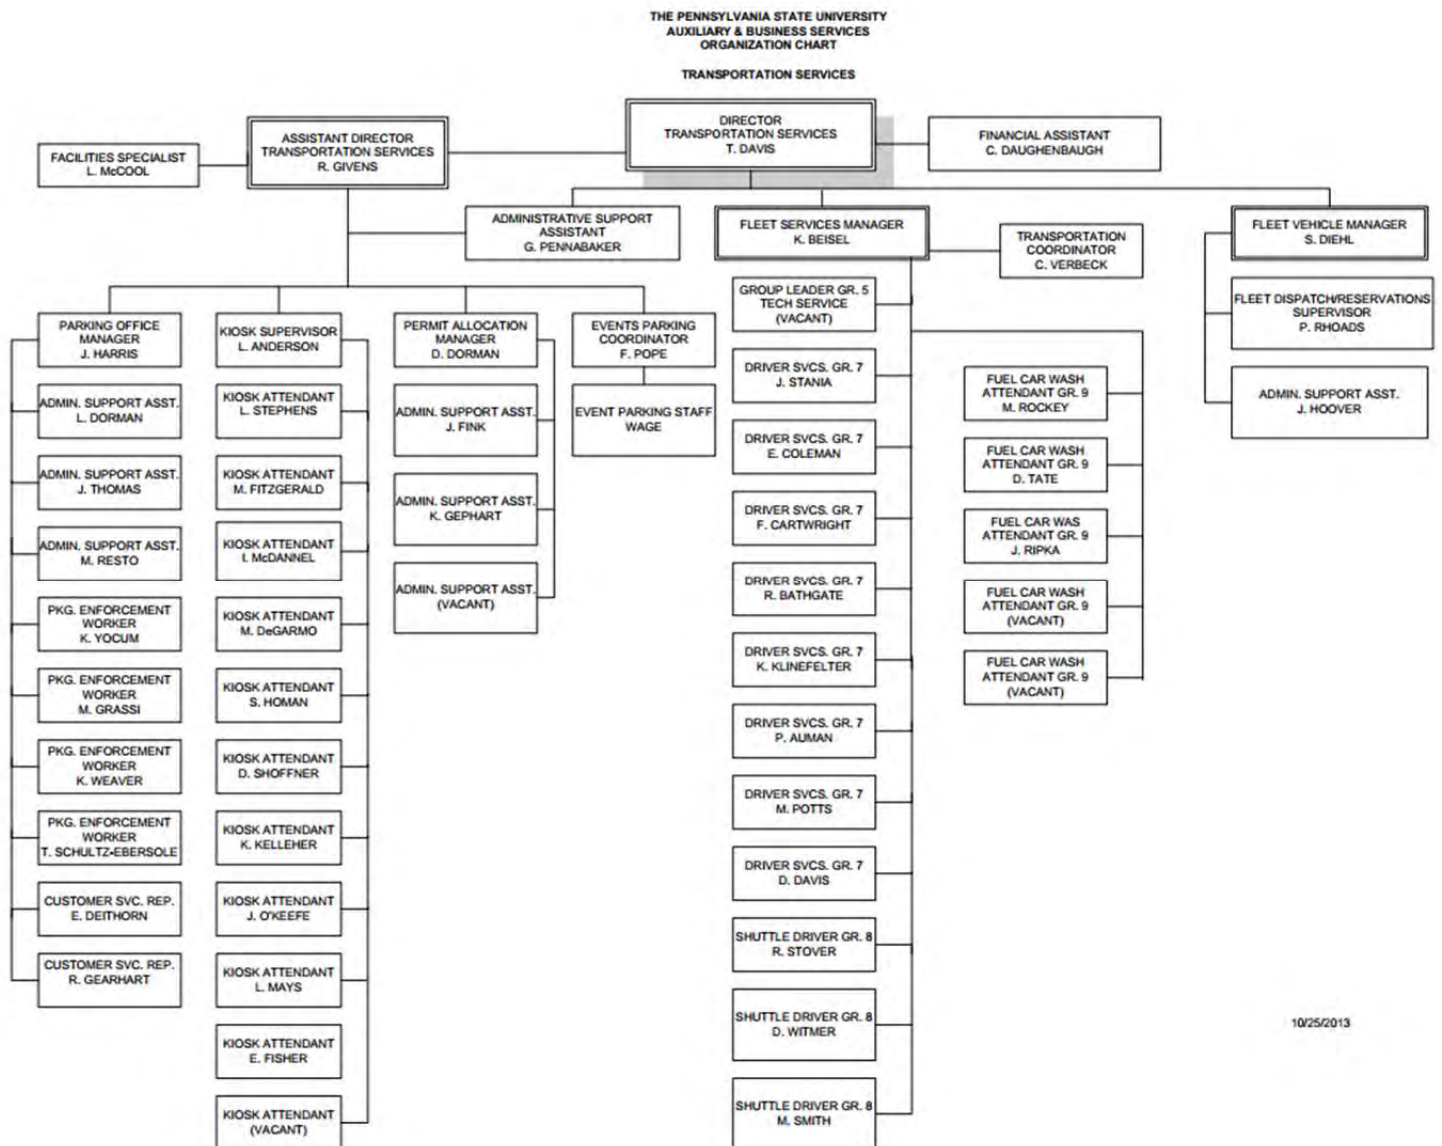 THE PENNSYLVANIA STATE UNIVERSITY
AUXILIARY & BUSINESS SERVICES
ORGANIZATION CHART
TRANSPORTATION SERVICES
DIRECTOR
TRANSPORTATION SERVICES
T. DAVIS
ASSISTANT DIRECTOR
TRANSPORTATION SERVICES
R. GIVENS
FACILITIES SPECIALIST
L. McCOOL
FINANCIAL ASSISTANT
C. DAUGHENBAUGH
ADMINISTRATIVE SUPPORT
ASSISTANT
G. PENNABAKER
FLEET SERVICES MANAGER
K. BEISEL
TRANSPORTATION
COORDINATOR
C. VERBECK
FLEET VEHICLE MANAGER
S. DIEHL
FLEET DISPATCH/RESERVATIONS
SUPERVISOR
P. RHOADS
ADMIN. SUPPORT ASST.
J. HOOVER
PARKING OFFICE
MANAGER
J. HARRIS
ADMIN. SUPPORT ASST.
L. DORMAN
ADMIN. SUPPORT ASST.
J. THOMAS
ADMIN. SUPPORT ASST.
M. RESTO
PKG. ENFORCEMENT
WORKER
K. YOCUM
PKG. ENFORCEMENT
WORKER
M. GRASSI
PKG. ENFORCEMENT
WORKER
K. WEAVER
PKG. ENFORCEMENT
WORKER
T. SCHULTZ-EBERSOLE
CUSTOMER SVC. REP.
E. DEITHORN
CUSTOMER SVC. REP.
R. GEARHART
KIOSK SUPERVISOR
L. ANDERSON
KIOSK ATTENDANT
L. STEPHENS
KIOSK ATTENDANT
M. FITZGERALD
KIOSK ATTENDANT
I. McDANNEL
KIOSK ATTENDANT
M. DeGARMO
KIOSK ATTENDANT
S. HOMAN
KIOSK ATTENDANT
D. SHOFFNER
KIOSK ATTENDANT
K. KELLEHER
KIOSK ATTENDANT
J. O'KEEFE
KIOSK ATTENDANT
L. MAYS
KIOSK ATTENDANT
E. FISHER
KIOSK ATTENDANT
(VACANT)
PERMIT ALLOCATION
MANAGER
D. DORMAN
ADMIN. SUPPORT ASST.
J. FINK
ADMIN. SUPPORT ASST.
K. GEPHART
ADMIN. SUPPORT ASST.
(VACANT)
EVENTS PARKING
COORDINATOR
F. POPE
EVENT PARKING STAFF
WAGE
GROUP LEADER GR. 5
TECH SERVICE
(VACANT)
DRIVER SVCS. GR. 7
J. STANIA
DRIVER SVCS. GR. 7
E. COLEMAN
DRIVER SVCS. GR. 7
F. CARTWRIGHT
DRIVER SVCS. GR. 7
R. BATHGATE
DRIVER SVCS. GR. 7
K. KLINEFELTER
DRIVER SVCS. GR. 7
P. AUMAN
DRIVER SVCS. GR. 7
M. POTTS
DRIVER SVCS. GR. 7
D. DAVIS
SHUTTLE DRIVER GR. 8
R. STOVER
SHUTTLE DRIVER GR. 8
D. WITMER
SHUTTLE DRIVER GR. 8
M. SMITH
FUEL CAR WASH
ATTENDANT GR. 9
M. ROCKEY
FUEL CAR WASH
ATTENDANT GR. 9
D. TATE
FUEL CAR WAS
ATTENDANT GR. 9
J. RIPKA
FUEL CAR WASH
ATTENDANT GR. 9
(VACANT)
FUEL CAR WASH
ATTENDANT GR. 9
(VACANT)
10/25/2013